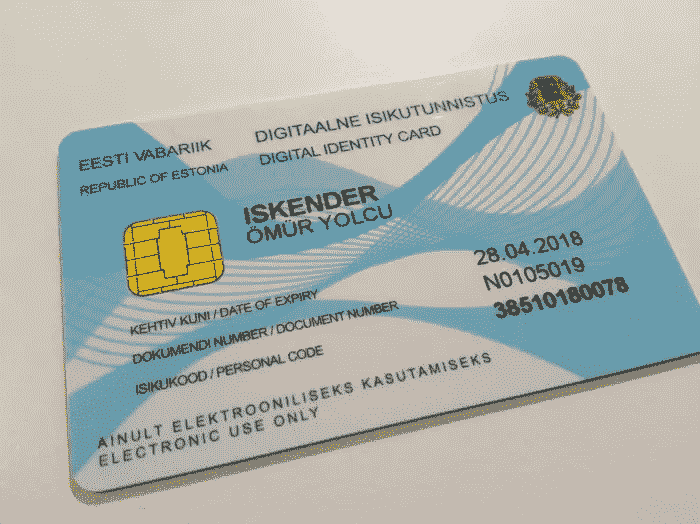 EESTI VABARIIK
REPUBLIC OF ESTONIA
DIGITAALNE ISIKUTUNNISTUS
DIGITAL IDENTITY CARD
ISKENDER
ÖMÜR YOLCU
KEHTIV KUNI / DATE OF EXPIRY
28.04.2018
DOKUMENDI NUMBER / DOCUMENT NUMBER
N0105019
ISIKUKOOD / PERSONAL CODE
38510180078
AINULT ELEKTROONILISEKS KASUTAMISEKS
ELECTRONIC USE ONLY